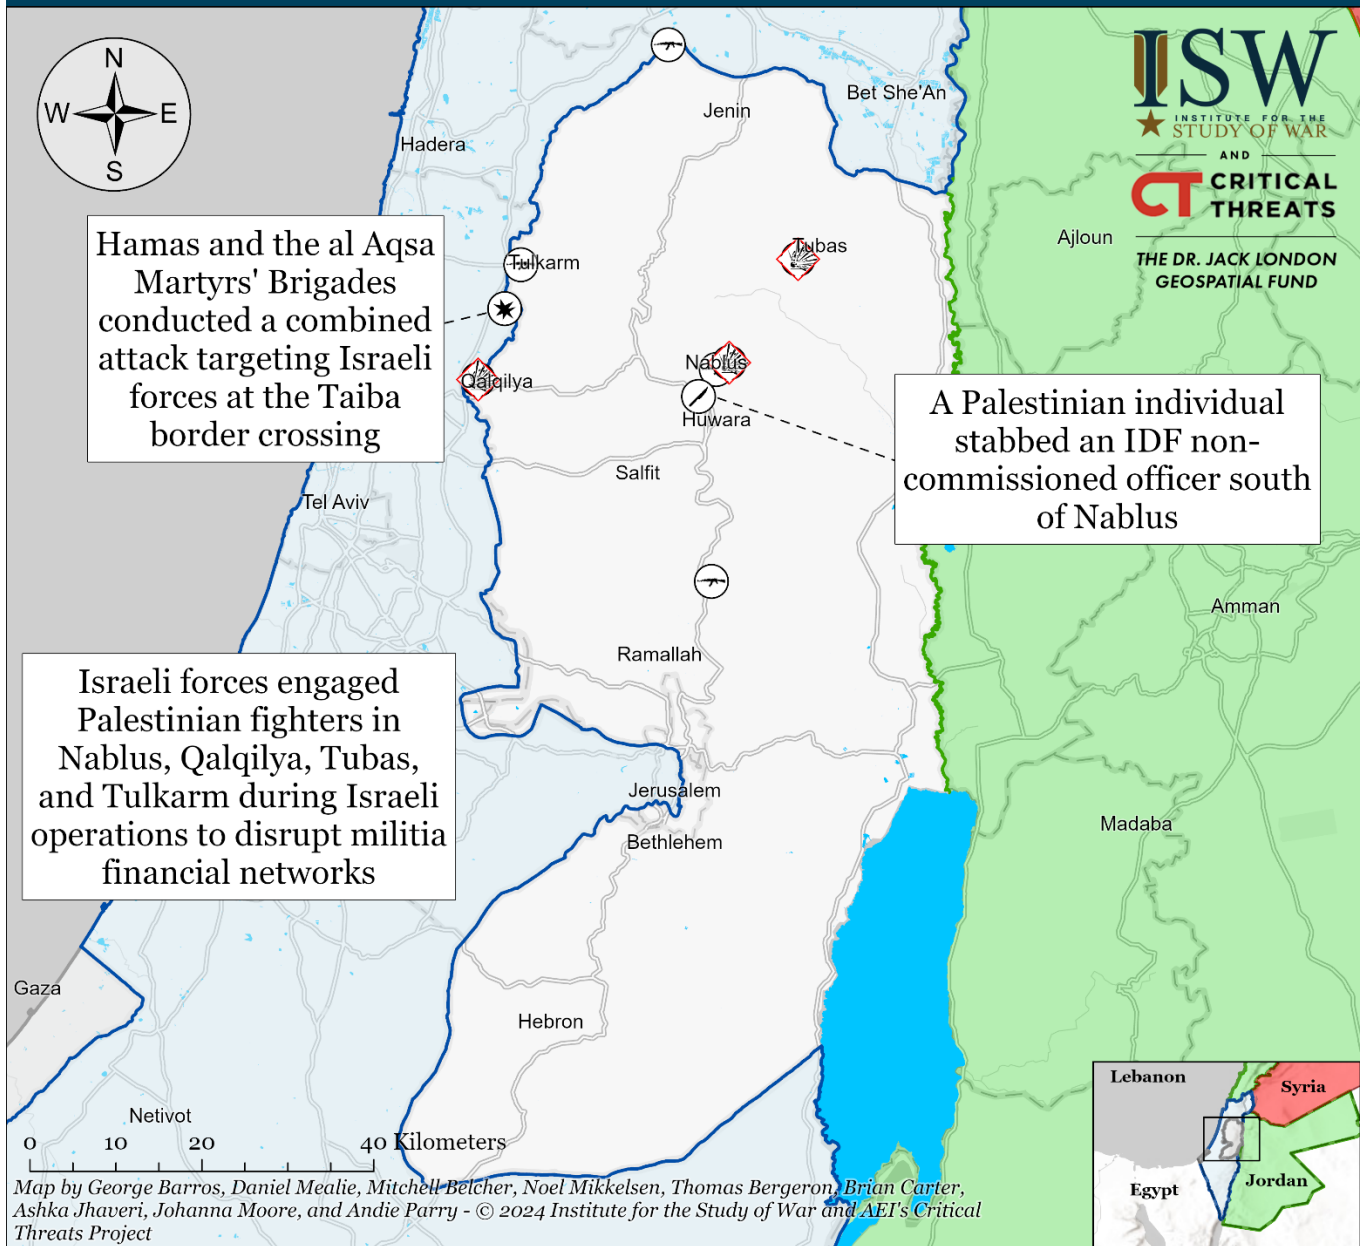 N
W
E
S
ISW
INSTITUTE FOR THE
STUDY OF WAR
AND
CT CRITICAL
THREATS
THE DR. JACK LONDON
GEOSPATIAL FUND
Jenin
Bet She'An
Hadera
Ajloun
Hamas and the al Aqsa
Martyrs' Brigades
conducted a combined
attack targeting Israeli
forces at the Taiba
border crossing
Tubas
Tulkarm
Nablus
Qalqilya
Huwara
A Palestinian individual
stabbed an IDF non-
commissioned officer south
of Nablus
Salfit
Tel Aviv
Amman
Ramallah
Israeli forces engaged
Palestinian fighters in
Nablus, Qalqilya, Tubas,
and Tulkarm during Israeli
operations to disrupt militia
financial networks
Jerusalem
Bethlehem
Madaba
Gaza
Hebron
Netivot
0 10 20 40 Kilometers
Map by George Barros, Daniel Mealie, Mitchell Belcher, Noel Mikkelsen, Thomas Bergeron, Brian Carter,
Ashka Jhaveri, Johanna Moore, and Andie Parry - © 2024 Institute for the Study of War and AEI's Critical
Threats Project
Lebanon
Syria
Egypt
Jordan